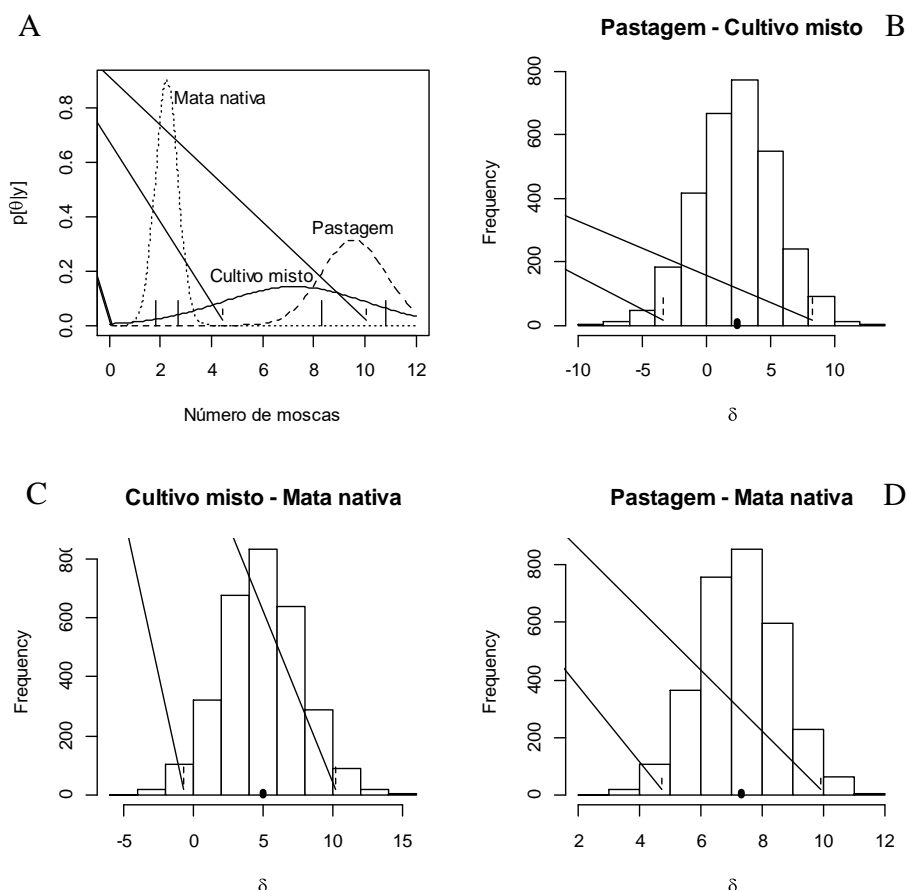 A
p[θ|y]
0.0 0.2 0.4 0.6 0.8
Mata nativa
Pastagem
Cultivo misto
0 2 4 6 8 10 12
Número de moscas
Pastagem - Cultivo misto
B
Frequency
0 200 400 600 800
-10 -5 0 5 10
δ
C
Cultivo misto - Mata nativa
Frequency
0 200 400 600 800
-5 0 5 10 15
δ
Pastagem - Mata nativa
D
Frequency
0 200 400 600 800
2 4 6 8 10 12
δ